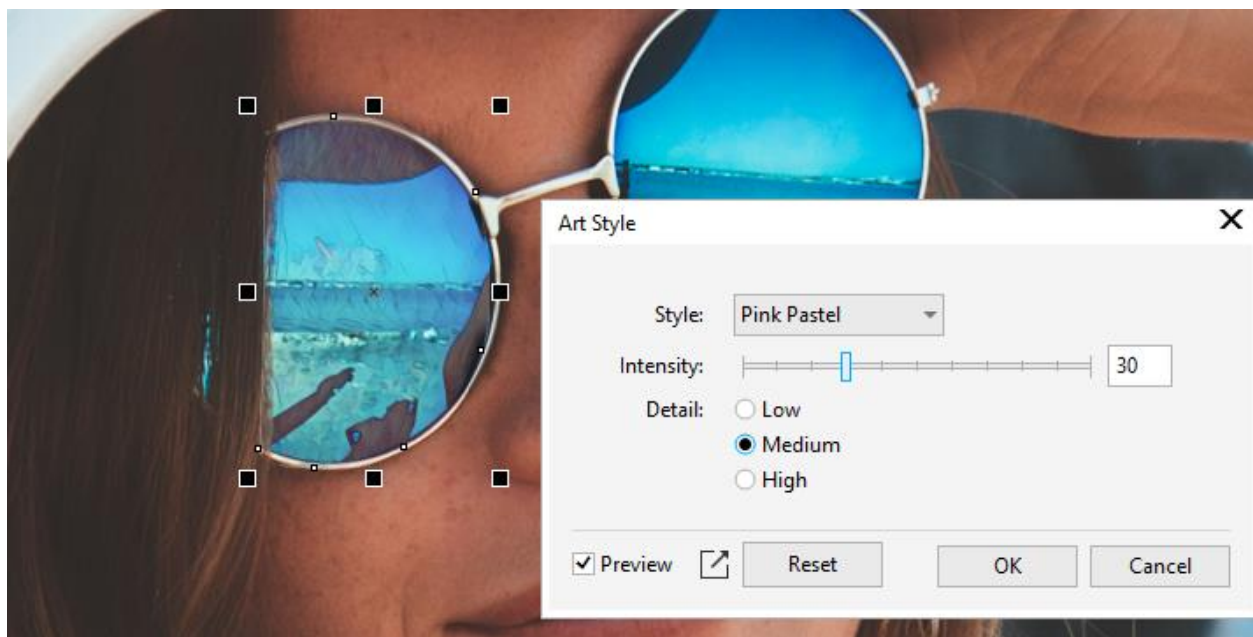 Art Style
Style: Pink Pastel
Intensity: 30
Detail: Low
Medium
High
Preview Reset OK Cancel